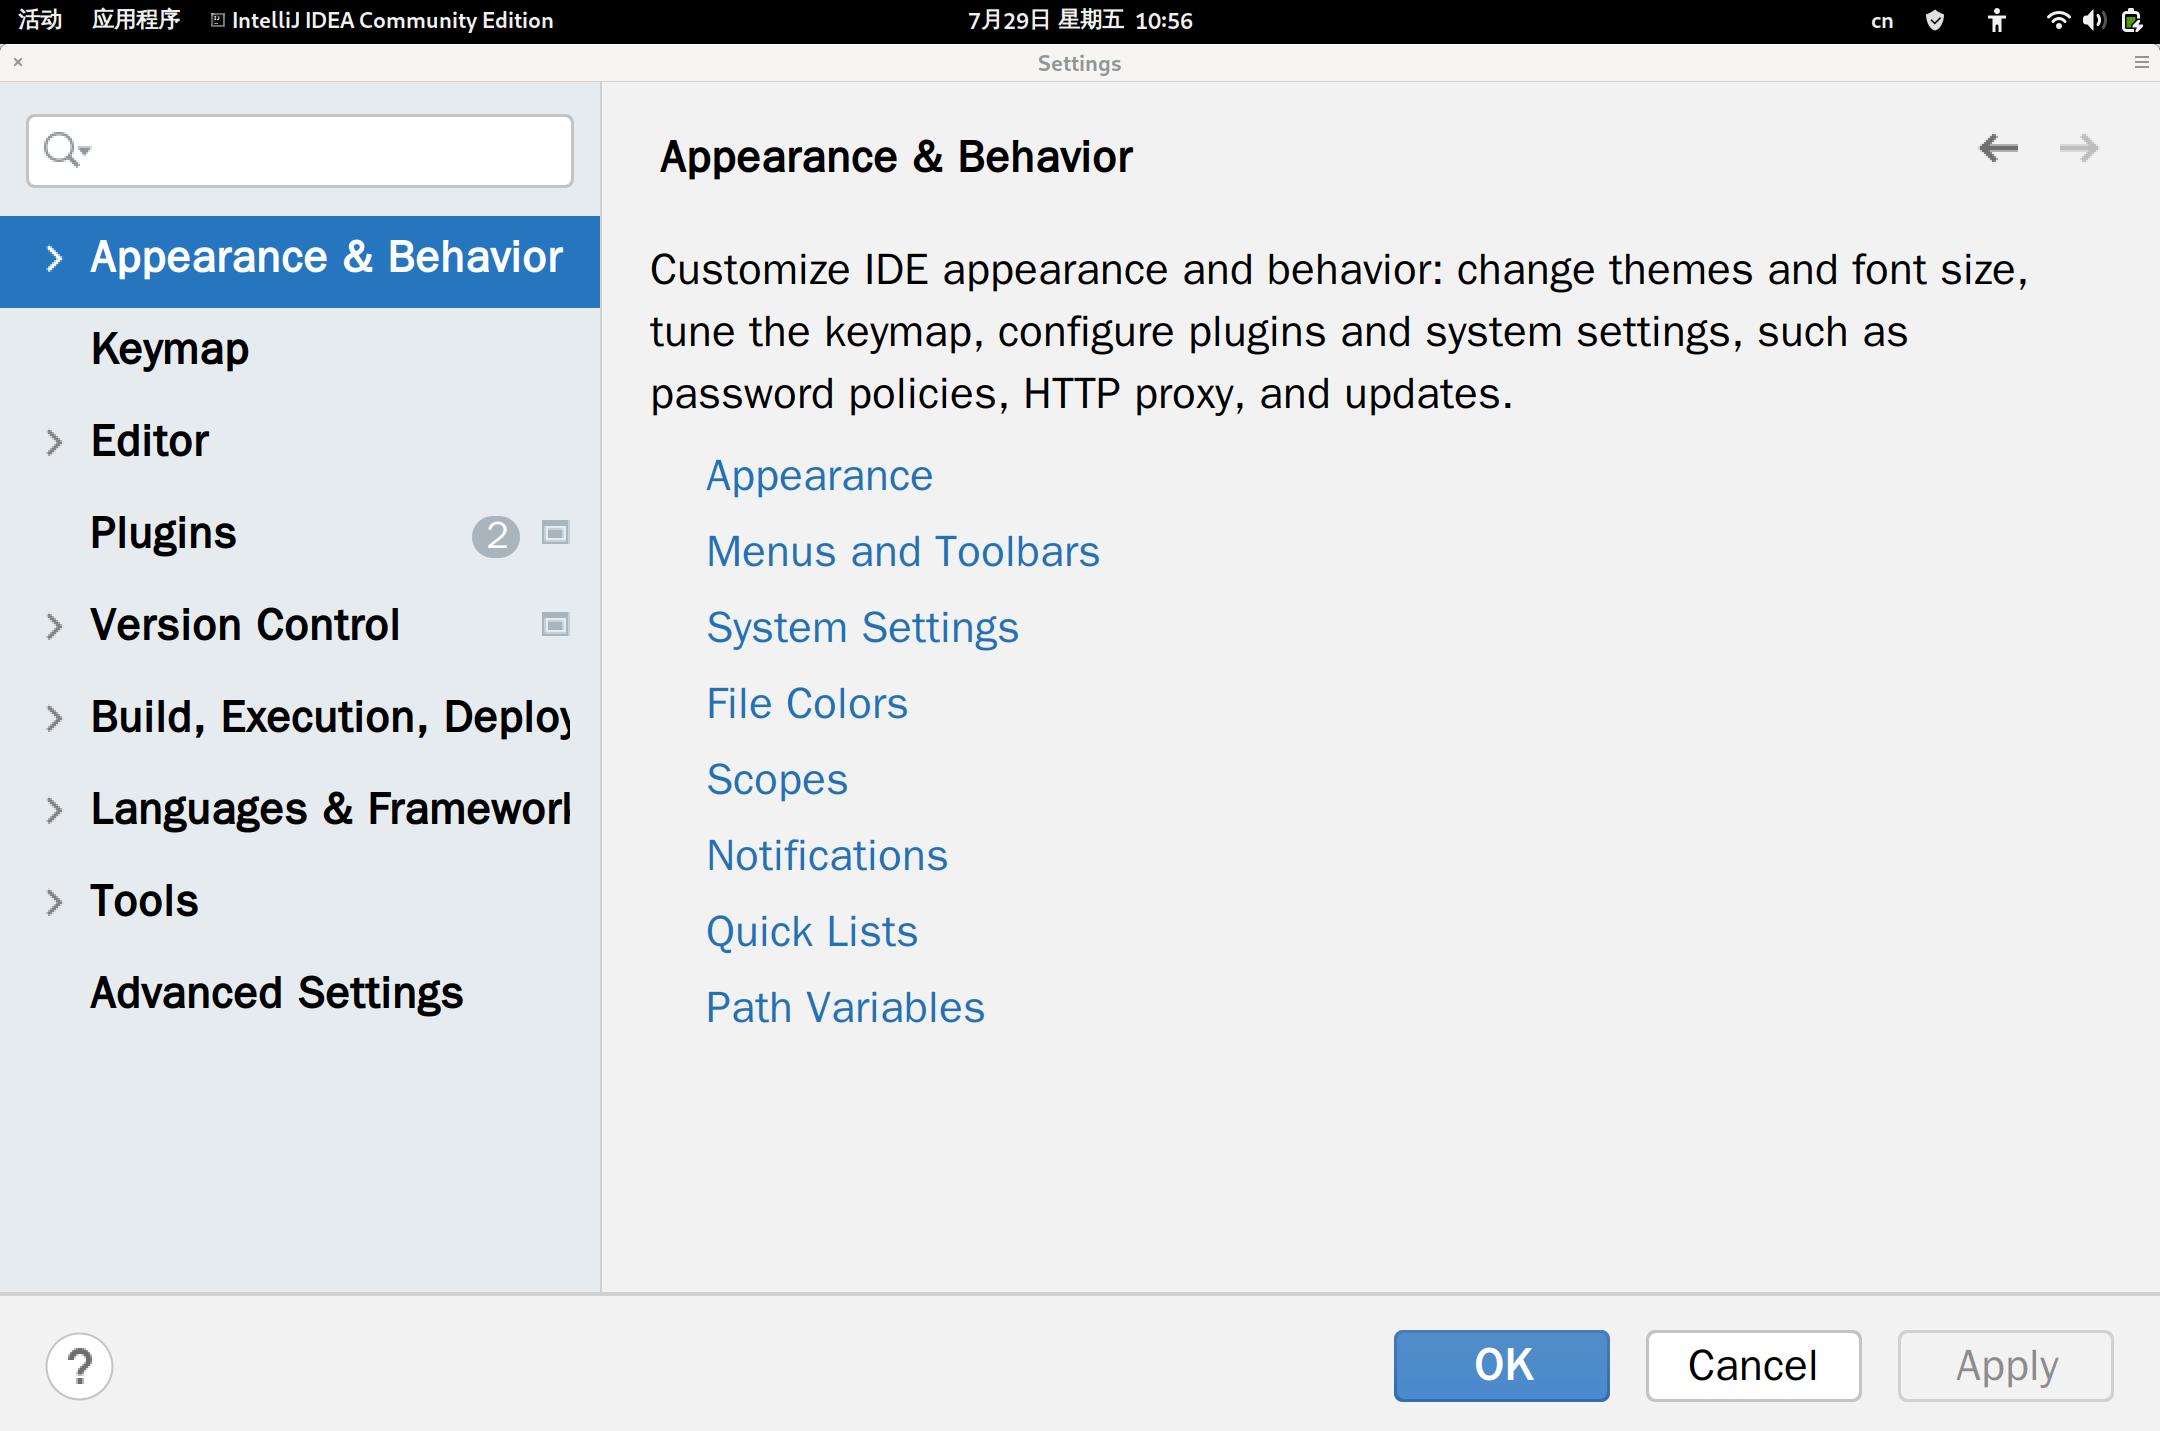 活动 应用程序 IntelliJ IDEA Community Edition 7月29日 星期五 10:56 cn
Settings
Appearance & Behavior
Keymap
Editor
Plugins 2
Version Control
Build, Execution, Deploy
Languages & Framework
Tools
Advanced Settings
Appearance & Behavior
Customize IDE appearance and behavior: change themes and font size,
tune the keymap, configure plugins and system settings, such as
password policies, HTTP proxy, and updates.
Appearance
Menus and Toolbars
System Settings
File Colors
Scopes
Notifications
Quick Lists
Path Variables
? OK Cancel Apply